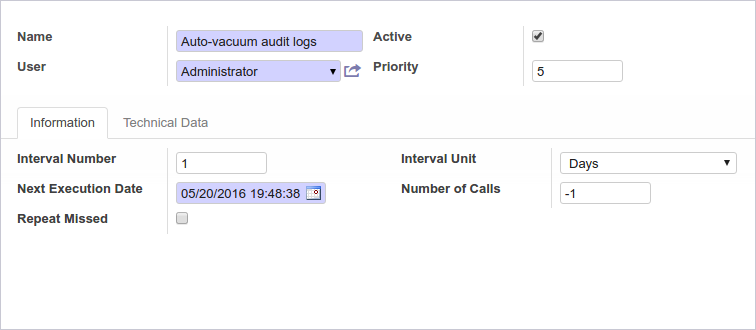 Name Auto-vacuum audit logs Active
User Administrator Priority 5
Information Technical Data
Interval Number 1 Interval Unit Days
Next Execution Date 05/20/2016 19:48:38 Number of Calls -1
Repeat Missed